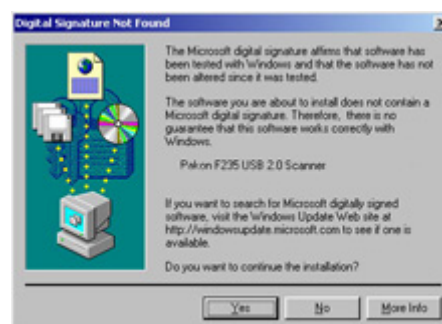 Digital Signature Not Found
The Microsoft digital signature affirms that software has
been tested with Windows and that the software has not
been altered since it was tested.
The software you are about to install does not contain a
Microsoft digital signature. Therefore, there is no
guarantee that this software works correctly with
Windows.
Pakon F235 USB 2.0 Scanner
If you want to search for Microsoft digitally signed
software, visit the Windows Update Web site at
http://windowsupdate.microsoft.com to see if one is
available.
Do you want to continue the installation?
Yes No More Info